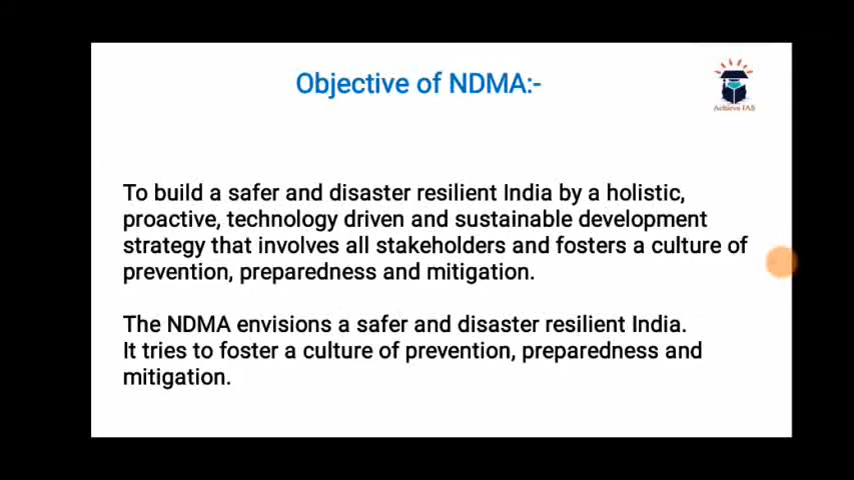 Objective of NDMA:-
Achieve IAS
To build a safer and disaster resilient India by a holistic,
proactive, technology driven and sustainable development
strategy that involves all stakeholders and fosters a culture of
prevention, preparedness and mitigation.
The NDMA envisions a safer and disaster resilient India.
It tries to foster a culture of prevention, preparedness and
mitigation.